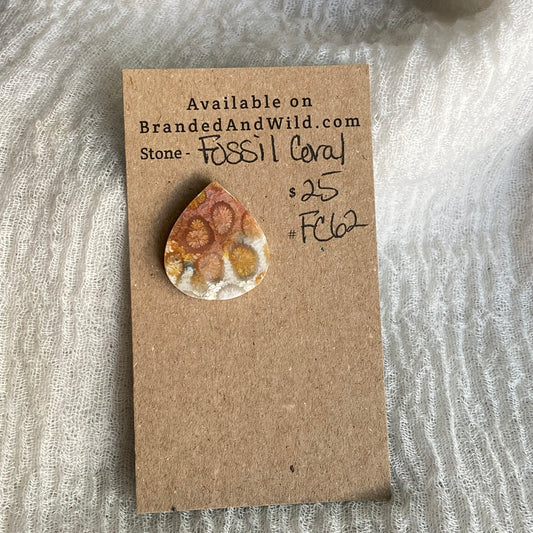 Available on
BrandedAndWild.com
Stone - Fossil Coral
$ 25
# FC62